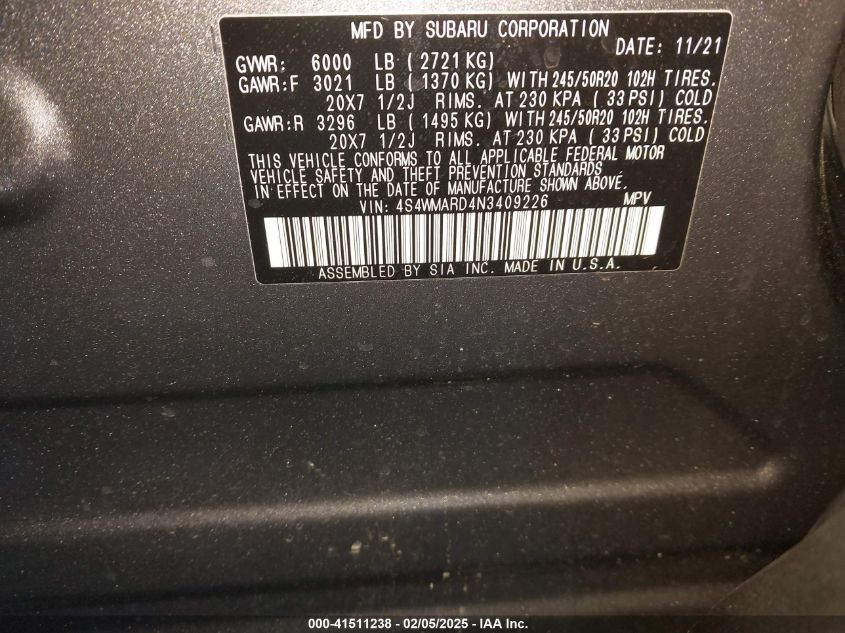 MFD BY SUBARU CORPORATION
DATE: 11/21
GVWR: 6000 LB ( 2721 KG)
GAWR:F 3021 LB ( 1370 KG) WITH 245/50R20 102H TIRES.
20X7 1/2J RIMS. AT 230 KPA ( 33 PSI) COLD
GAWR:R 3296 LB ( 1495 KG) WITH 245/50R20 102H TIRES.
20X7 1/2J RIMS. AT 230 KPA ( 33 PSI) COLD
THIS VEHICLE CONFORMS TO ALL APPLICABLE FEDERAL MOTOR
VEHICLE SAFETY AND THEFT PREVENTION STANDARDS
IN EFFECT ON THE DATE OF MANUFACTURE SHOWN ABOVE.
VIN: 4S4WMARD4N3409226 MPV
ASSEMBLED BY SIA INC. MADE IN U.S.A.
000-41511238 - 02/05/2025 - IAA Inc.